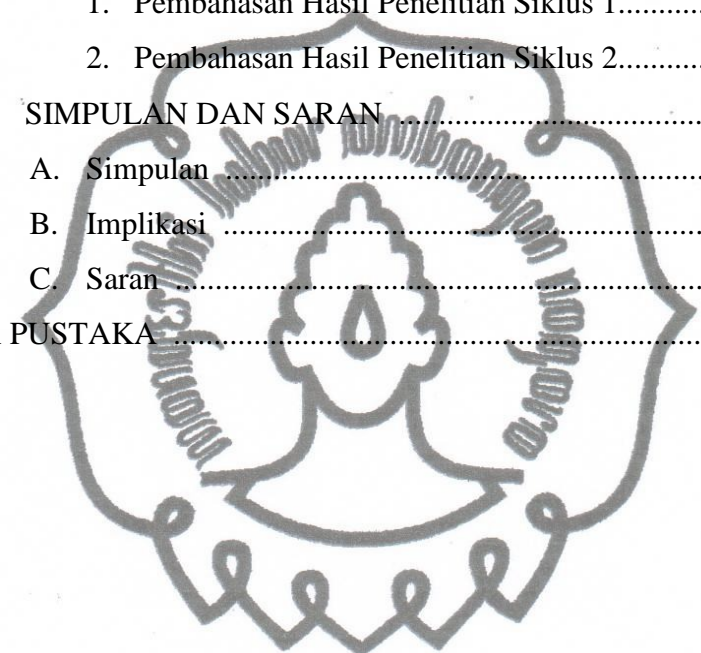 1. Pembahasan Hasil Penelitian Siklus 1..........
2. Pembahasan Hasil Penelitian Siklus 2..........
SIMPULAN DAN SARAN ........................................
A. Simpulan ................................................................
B. Implikasi ................................................................
C. Saran ......................................................................
PUSTAKA ......................................................................